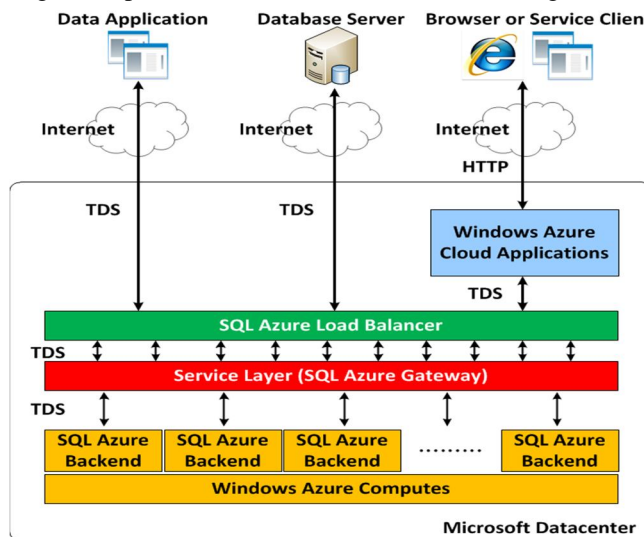 Data Application
Database Server
Browser or Service Client
Internet
Internet
Internet
HTTP
TDS
TDS
Windows Azure
Cloud Applications
TDS
SQL Azure Load Balancer
TDS
Service Layer (SQL Azure Gateway)
TDS
SQL Azure
Backend
SQL Azure
Backend
SQL Azure
Backend
.........
SQL Azure
Backend
Windows Azure Computes
Microsoft Datacenter